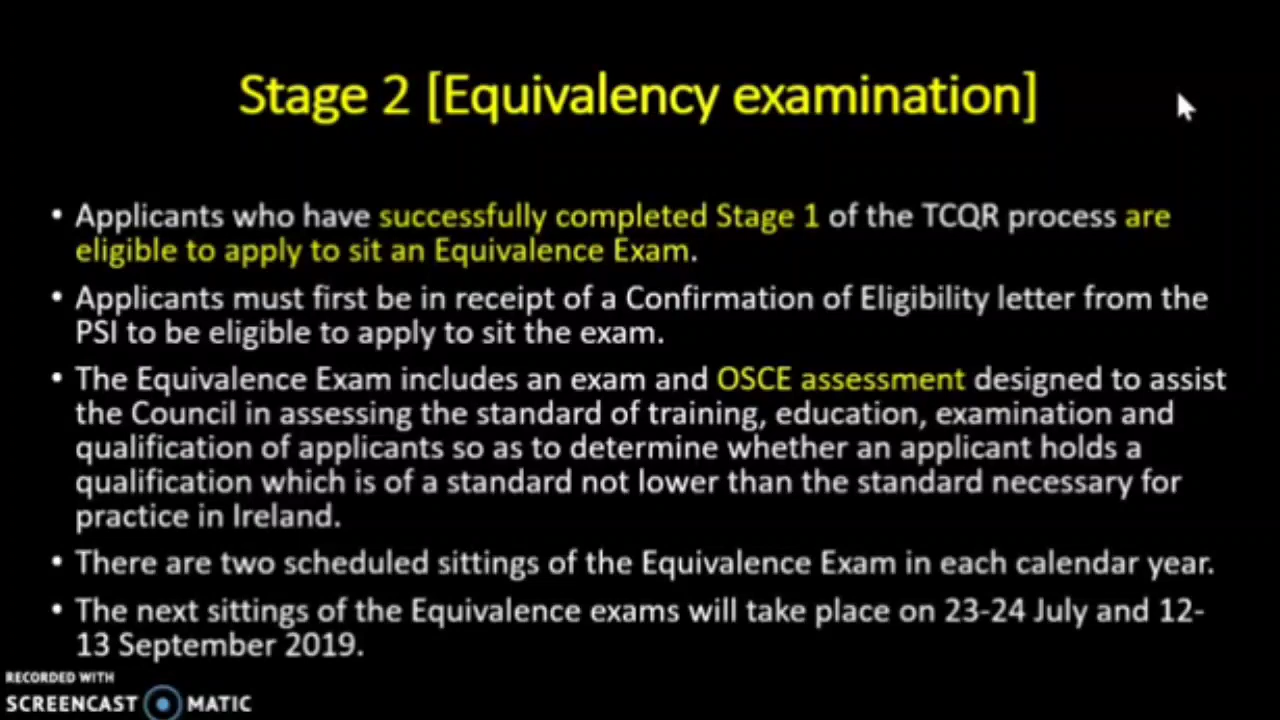 Stage 2 [Equivalency examination]
• Applicants who have successfully completed Stage 1 of the TCQR process are
eligible to apply to sit an Equivalence Exam.
• Applicants must first be in receipt of a Confirmation of Eligibility letter from the
PSI to be eligible to apply to sit the exam.
• The Equivalence Exam includes an exam and OSCE assessment designed to assist
the Council in assessing the standard of training, education, examination and
qualification of applicants so as to determine whether an applicant holds a
qualification which is of a standard not lower than the standard necessary for
practice in Ireland.
• There are two scheduled sittings of the Equivalence Exam in each calendar year.
• The next sittings of the Equivalence exams will take place on 23-24 July and 12-
13 September 2019.
RECORDED WITH
SCREENCAST MATIC